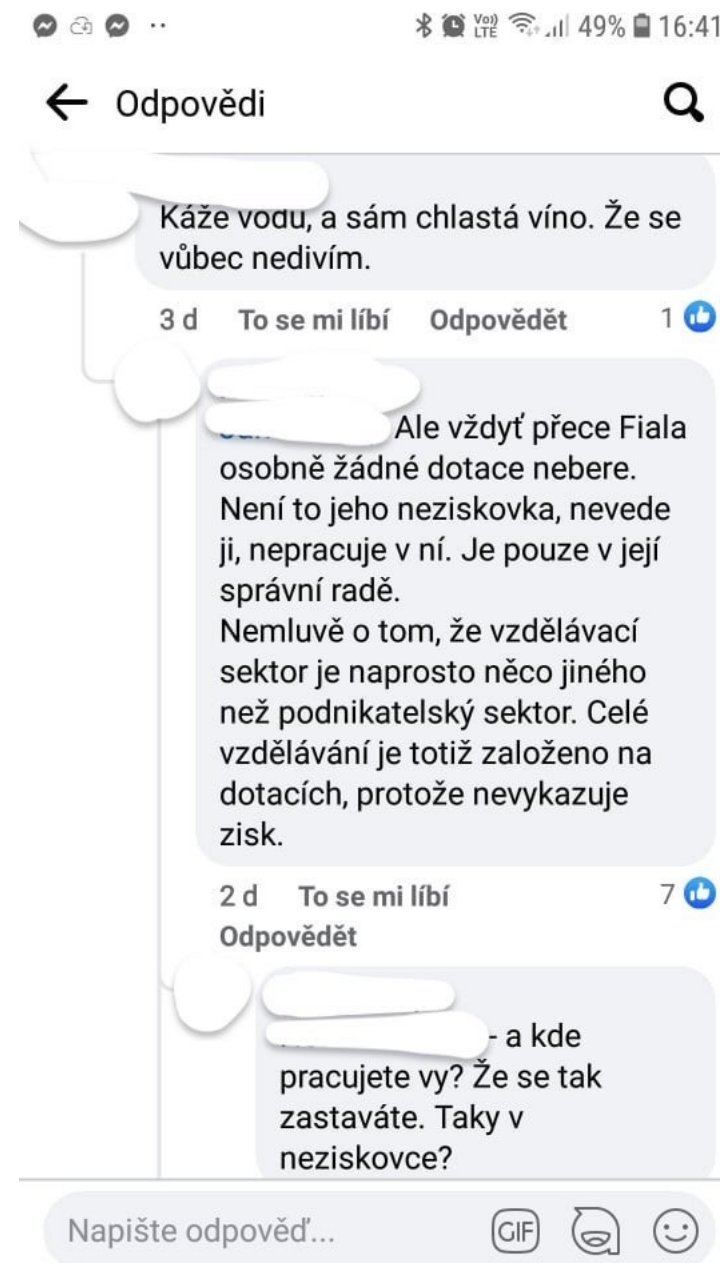 Vo))
LTE
49%
16:41
Odpovědi
Káže vodu, a sám chlastá víno. Že se
vůbec nedivím.
3 d To se mi líbí Odpovědět 1
Ale vždyť přece Fiala
osobně žádné dotace nebere.
Není to jeho neziskovka, nevede
ji, nepracuje v ní. Je pouze v její
správní radě.
Nemluvě o tom, že vzdělávací
sektor je naprosto něco jiného
než podnikatelský sektor. Celé
vzdělávání je totiž založeno na
dotacích, protože nevykazuje
zisk.
2 d To se mi líbí 7
Odpovědět
- a kde
pracujete vy? Že se tak
zastaváte. Taky v
neziskovce?
Napište odpověď...
GIF